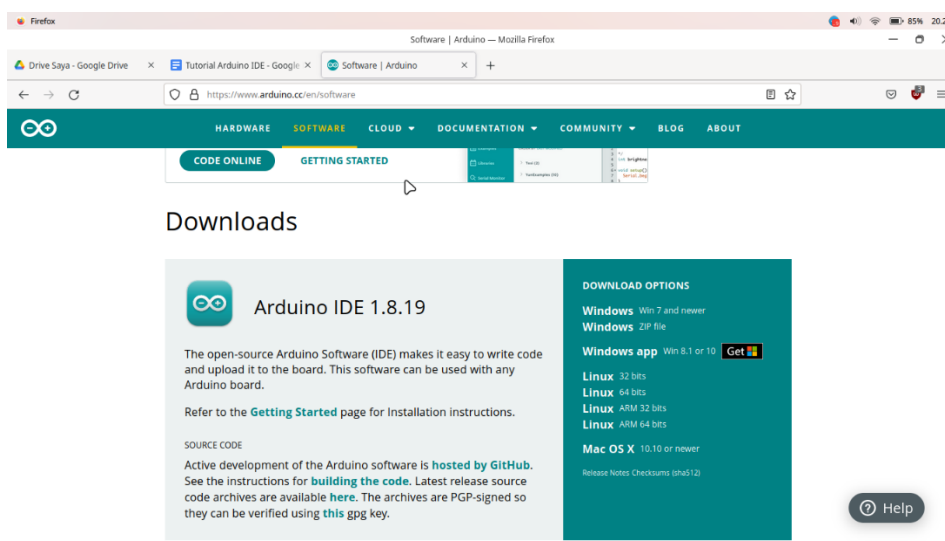 Firefox
85% 20.2
Software | Arduino — Mozilla Firefox
Drive Saya - Google Drive
Tutorial Arduino IDE - Google
Software | Arduino
https://www.arduino.cc/en/software
HARDWARE SOFTWARE CLOUD DOCUMENTATION COMMUNITY BLOG ABOUT
CODE ONLINE GETTING STARTED
Libraries
Serial Monitor
Downloads
Arduino IDE 1.8.19
The open-source Arduino Software (IDE) makes it easy to write code
and upload it to the board. This software can be used with any
Arduino board.
Refer to the Getting Started page for Installation instructions.
SOURCE CODE
Active development of the Arduino software is hosted by GitHub.
See the instructions for building the code. Latest release source
code archives are available here. The archives are PGP-signed so
they can be verified using this gpg key.
DOWNLOAD OPTIONS
Windows Win 7 and newer
Windows ZIP file
Windows app Win 8.1 or 10 Get
Linux 32 bits
Linux 64 bits
Linux ARM 32 bits
Linux ARM 64 bits
Mac OS X 10.10 or newer
Release Notes Checksums (sha512)
Help